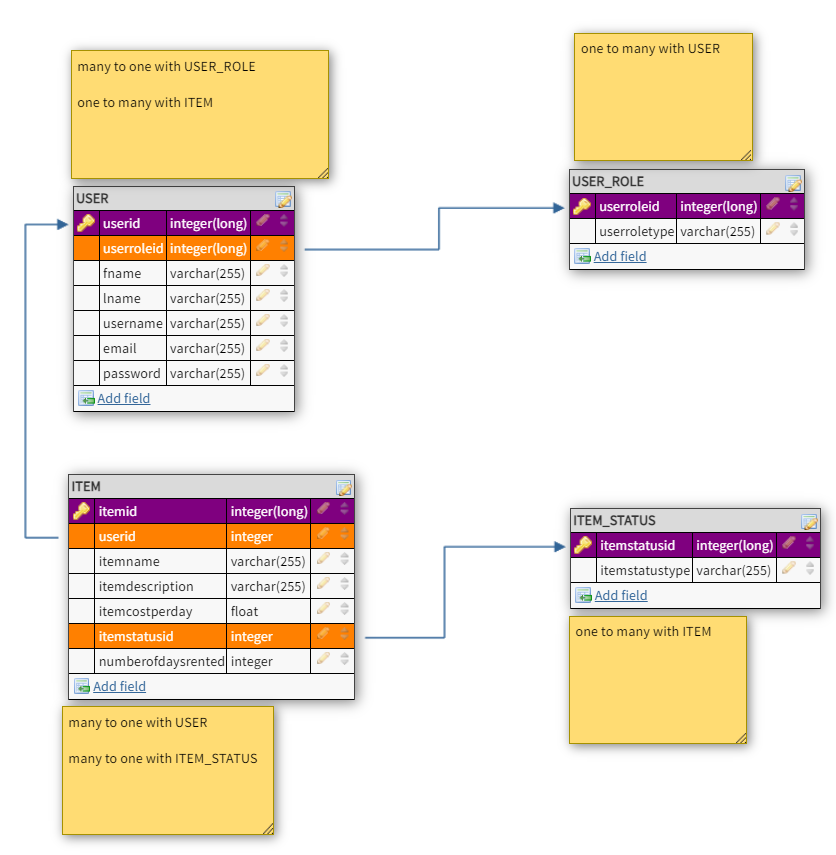 many to one with USER_ROLE
one to many with ITEM
one to many with USER
USER
userid integer(long)
userroleid integer(long)
fname varchar(255)
lname varchar(255)
username varchar(255)
email varchar(255)
password varchar(255)
Add field
USER_ROLE
userroleid integer(long)
userroletype varchar(255)
Add field
ITEM
itemid integer(long)
userid integer
itemname varchar(255)
itemdescription varchar(255)
itemcostperday float
itemstatusid integer
numberofdaysrented integer
Add field
ITEM_STATUS
itemstatusid integer(long)
itemstatustype varchar(255)
Add field
one to many with ITEM
many to one with USER
many to one with ITEM_STATUS